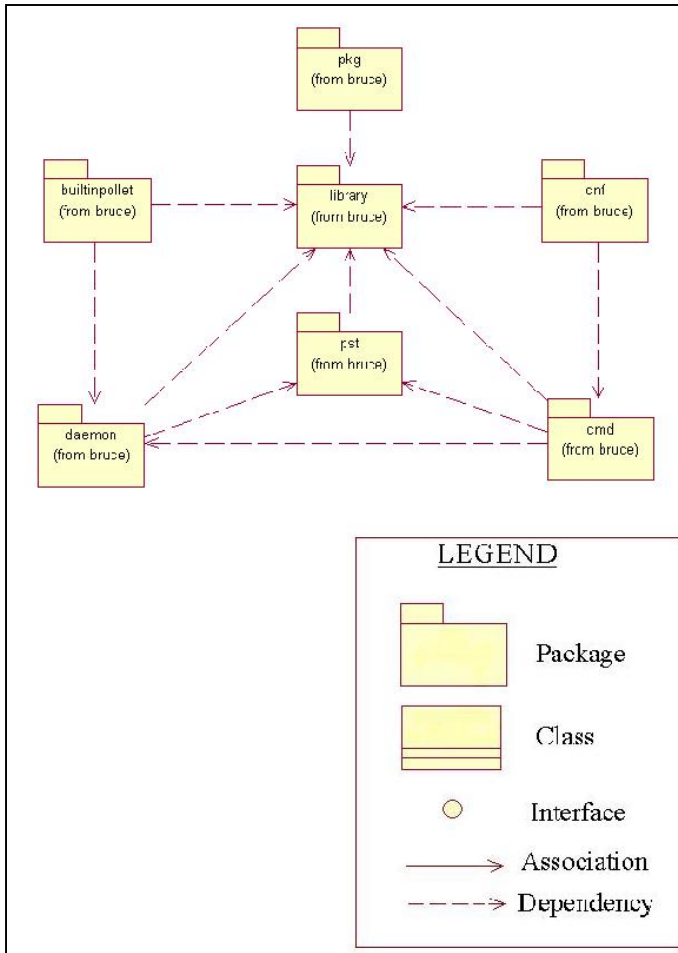 pkg
(from bruce)
builtinpollet
(from bruce)
library
(from bruce)
cnf
(from bruce)
pst
(from bruce)
daemon
(from bruce)
cmd
(from bruce)
LEGEND
Package
Class
Interface
Association
Dependency